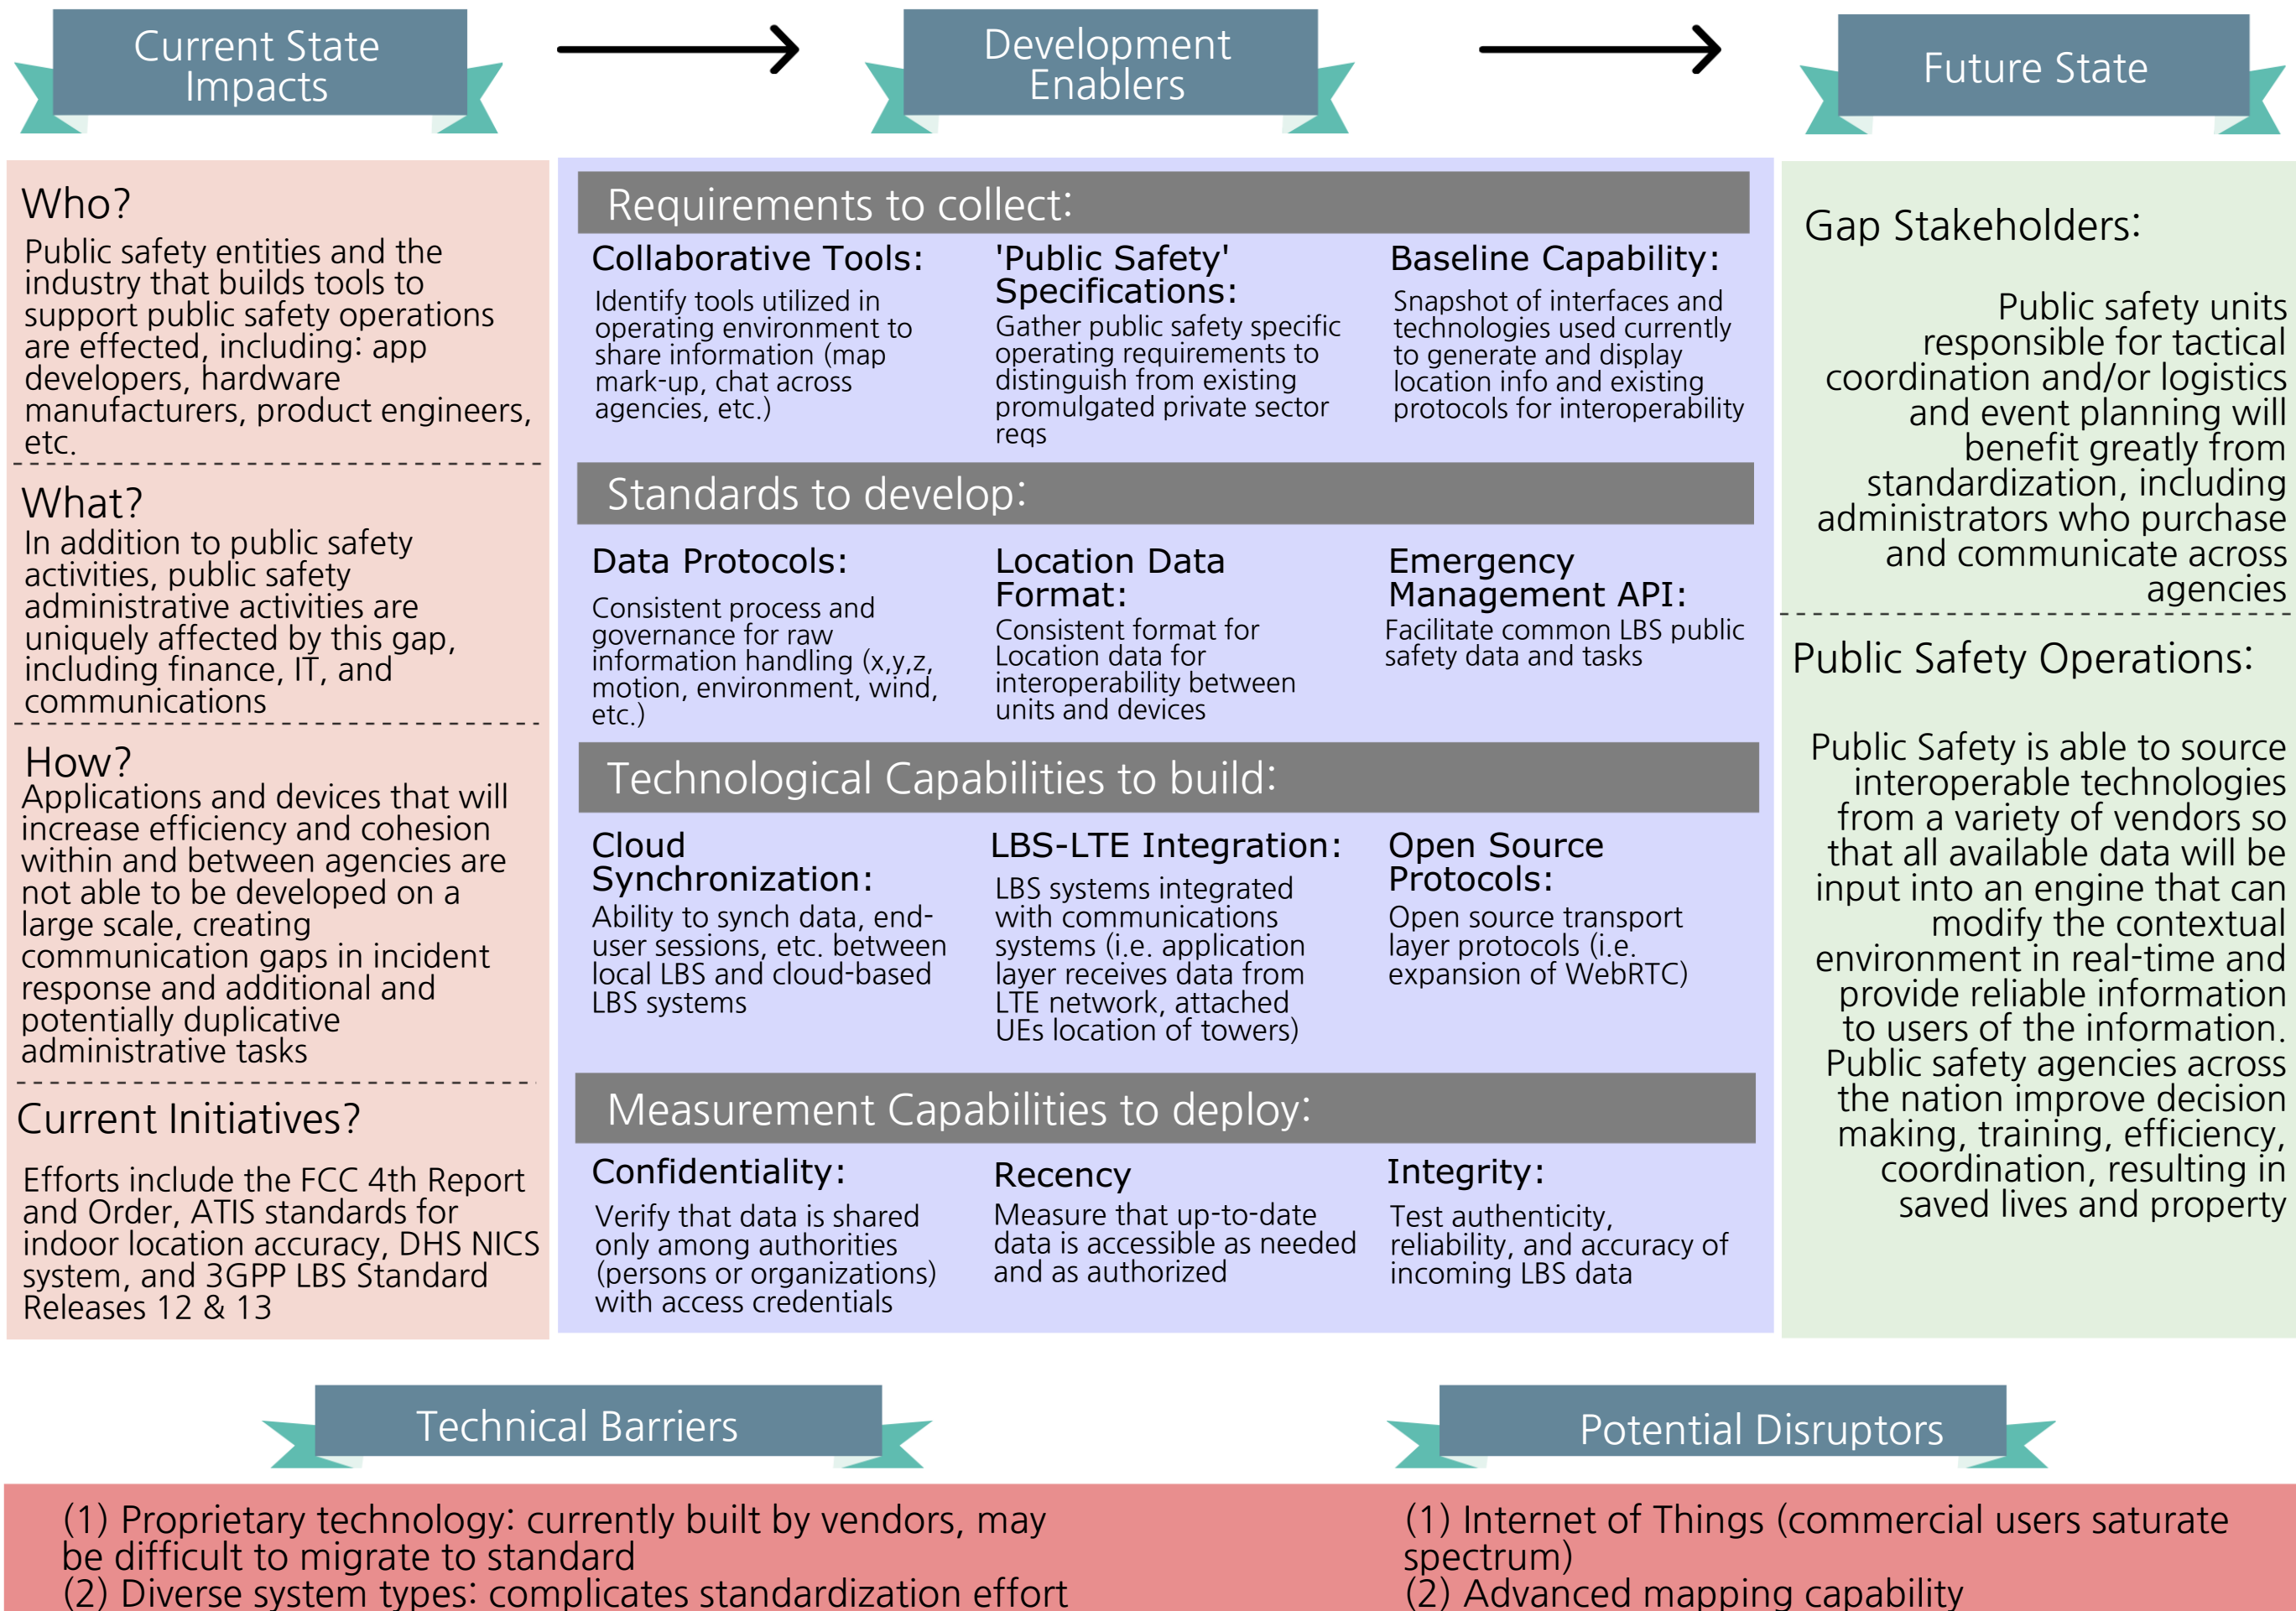 Current State
Impacts
Development
Enablers
Future State
Who?
Public safety entities and the
industry that builds tools to
support public safety operations
are effected, including: app
developers, hardware
manufacturers, product engineers,
etc.
What?
In addition to public safety
activities, public safety
administrative activities are
uniquely affected by this gap,
including finance, IT, and
communications
How?
Applications and devices that will
increase efficiency and cohesion
within and between agencies are
not able to be developed on a
large scale, creating
communication gaps in incident
response and additional and
potentially duplicative
administrative tasks
Current Initiatives?
Efforts include the FCC 4th Report
and Order, ATIS standards for
indoor location accuracy, DHS NICS
system, and 3GPP LBS Standard
Releases 12 & 13
Requirements to collect:
Collaborative Tools:
Identify tools utilized in
operating environment to
share information (map
mark-up, chat across
agencies, etc.)
'Public Safety'
Specifications:
Gather public safety specific
operating requirements to
distinguish from existing
promulgated private sector
reqs
Baseline Capability:
Snapshot of interfaces and
technologies used currently
to generate and display
location info and existing
protocols for interoperability
Standards to develop:
Data Protocols:
Consistent process and
governance for raw
information handling (x,y,z,
motion, environment, wind,
etc.)
Location Data
Format:
Consistent format for
Location data for
interoperability between
units and devices
Emergency
Management API:
Facilitate common LBS public
safety data and tasks
Technological Capabilities to build:
Cloud
Synchronization:
Ability to synch data, end-
user sessions, etc. between
local LBS and cloud-based
LBS systems
LBS-LTE Integration:
LBS systems integrated
with communications
systems (i.e. application
layer receives data from
LTE network, attached
UEs location of towers)
Open Source
Protocols:
Open source transport
layer protocols (i.e.
expansion of WebRTC)
Measurement Capabilities to deploy:
Confidentiality:
Verify that data is shared
only among authorities
(persons or organizations)
with access credentials
Recency
Measure that up-to-date
data is accessible as needed
and as authorized
Integrity:
Test authenticity,
reliability, and accuracy of
incoming LBS data
Gap Stakeholders:
Public safety units
responsible for tactical
coordination and/or logistics
and event planning will
benefit greatly from
standardization, including
administrators who purchase
and communicate across
agencies
Public Safety Operations:
Public Safety is able to source
interoperable technologies
from a variety of vendors so
that all available data will be
input into an engine that can
modify the contextual
environment in real-time and
provide reliable information
to users of the information.
Public safety agencies across
the nation improve decision
making, training, efficiency,
coordination, resulting in
saved lives and property
Technical Barriers
(1) Proprietary technology: currently built by vendors, may
be difficult to migrate to standard
(2) Diverse system types: complicates standardization effort
Potential Disruptors
(1) Internet of Things (commercial users saturate
spectrum)
(2) Advanced mapping capability